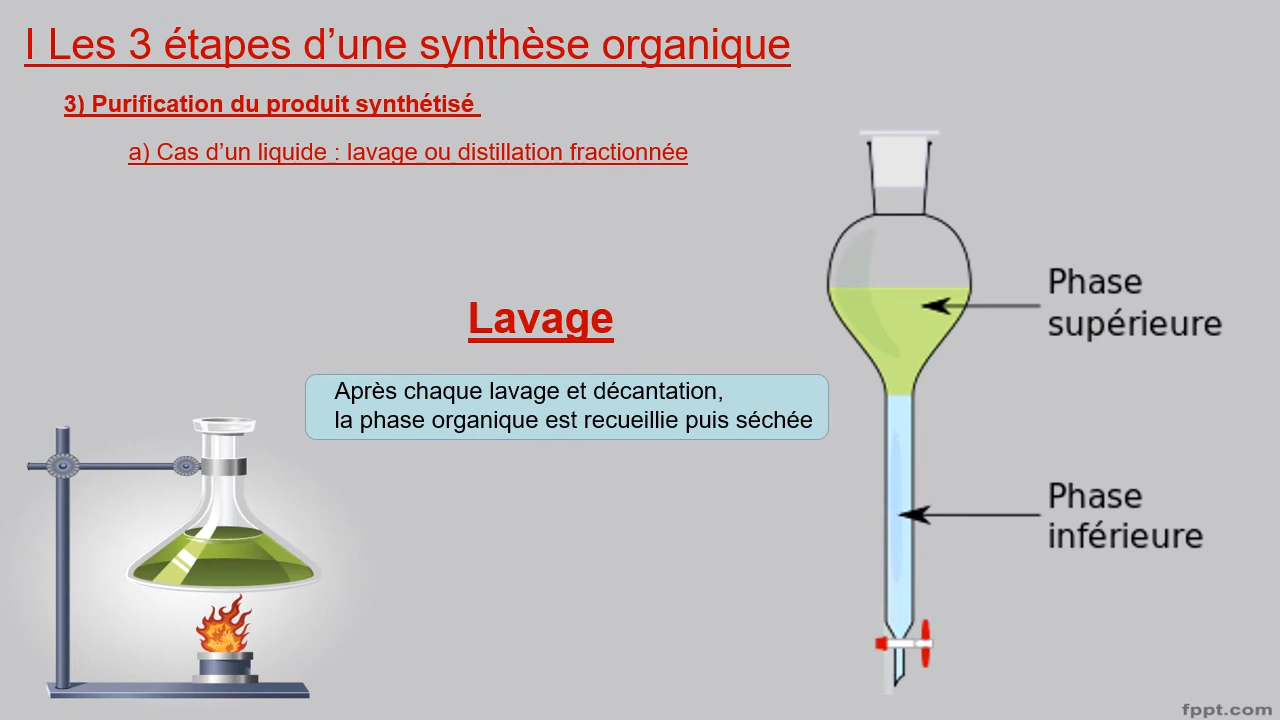 I Les 3 étapes d’une synthèse organique
3) Purification du produit synthétisé
a) Cas d’un liquide : lavage ou distillation fractionnée
Lavage
Après chaque lavage et décantation,
la phase organique est recueillie puis séchée
Phase
supérieure
Phase
inférieure
fppt.com